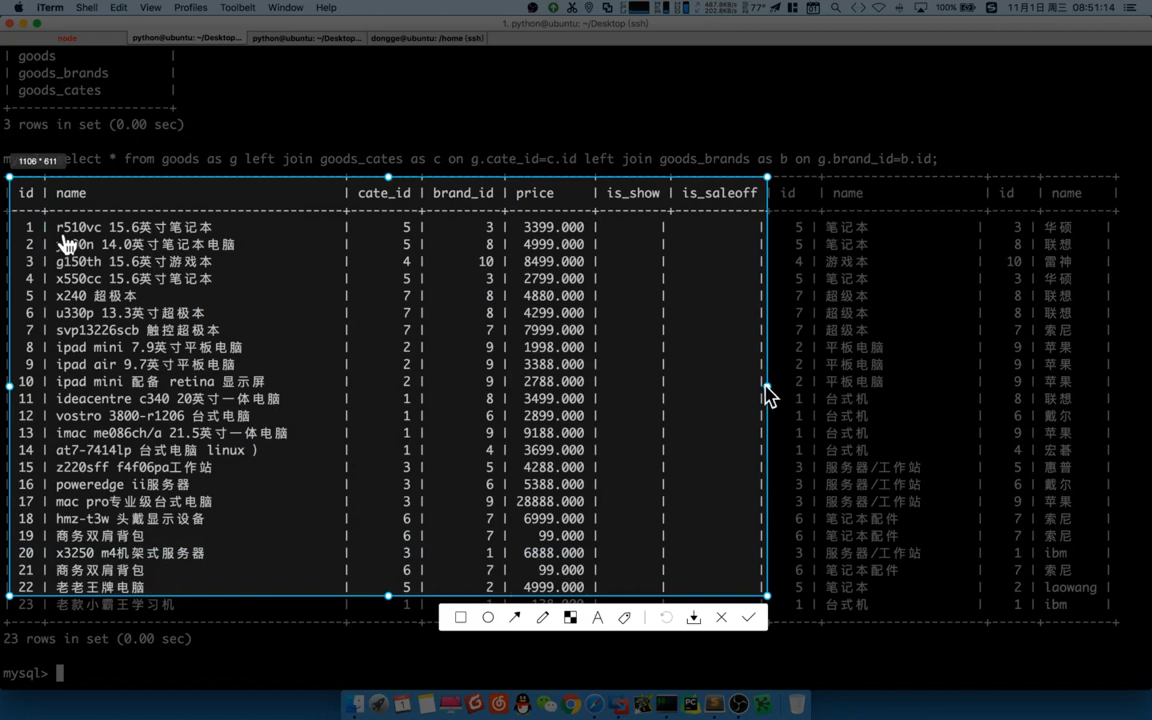 iTerm Shell Edit View Profiles Toolbelt Window Help 77° 100% 11月1日 周三 08:51:14
1. python@ubuntu: ~/Desktop (ssh)
node python@ubuntu: ~/Desktop... python@ubuntu: ~/Desktop... dongge@ubuntu: /home (ssh)
| goods |
| goods_brands |
| goods_cates |
+--------------------+
3 rows in set (0.00 sec)
elect * from goods as g left join goods_cates as c on g.cate_id=c.id left join goods_brands as b on g.brand_id=b.id;
1106 * 611
id | name | cate_id | brand_id | price | is_show | is_saleoff | id | name | id | name |
1 | r510vc 15.6英寸笔记本 | 5 | 3 | 3399.000 | | | 5 | 笔记本 | 3 | 华硕 |
2 | 14.0英寸笔记本电脑 | 5 | 8 | 4999.000 | | | 5 | 笔记本 | 8 | 联想 |
3 | g150th 15.6英寸游戏本 | 4 | 10 | 8499.000 | | | 4 | 游戏本 | 10 | 雷神 |
4 | x550cc 15.6英寸笔记本 | 5 | 3 | 2799.000 | | | 5 | 笔记本 | 3 | 华硕 |
5 | x240 超极本 | 7 | 8 | 4880.000 | | | 7 | 超级本 | 8 | 联想 |
6 | u330p 13.3英寸超极本 | 7 | 8 | 4299.000 | | | 7 | 超级本 | 8 | 联想 |
7 | svp13226scb 触控超极本 | 7 | 7 | 7999.000 | | | 7 | 超级本 | 7 | 索尼 |
8 | ipad mini 7.9英寸平板电脑 | 2 | 9 | 1998.000 | | | 2 | 平板电脑 | 9 | 苹果 |
9 | ipad air 9.7英寸平板电脑 | 2 | 9 | 3388.000 | | | 2 | 平板电脑 | 9 | 苹果 |
10 | ipad mini 配备 retina 显示屏 | 2 | 9 | 2788.000 | | | 2 | 平板电脑 | 9 | 苹果 |
11 | ideacentre c340 20英寸一体电脑 | 1 | 8 | 3499.000 | | | 1 | 台式机 | 8 | 联想 |
12 | vostro 3800-r1206 台式电脑 | 1 | 6 | 2899.000 | | | 1 | 台式机 | 6 | 戴尔 |
13 | imac me086ch/a 21.5英寸一体电脑 | 1 | 9 | 9188.000 | | | 1 | 台式机 | 9 | 苹果 |
14 | at7-7414lp 台式电脑 linux ) | 1 | 4 | 3699.000 | | | 1 | 台式机 | 4 | 宏碁 |
15 | z220sff f4f06pa工作站 | 3 | 5 | 4288.000 | | | 3 | 服务器/工作站 | 5 | 惠普 |
16 | poweredge ii服务器 | 3 | 6 | 5388.000 | | | 3 | 服务器/工作站 | 6 | 戴尔 |
17 | mac pro专业级台式电脑 | 3 | 9 | 28888.000 | | | 3 | 服务器/工作站 | 9 | 苹果 |
18 | hmz-t3w 头戴显示设备 | 6 | 7 | 6999.000 | | | 6 | 笔记本配件 | 7 | 索尼 |
19 | 商务双肩背包 | 6 | 7 | 99.000 | | | 6 | 笔记本配件 | 7 | 索尼 |
20 | x3250 m4机架式服务器 | 3 | 1 | 6888.000 | | | 3 | 服务器/工作站 | 1 | ibm |
21 | 商务双肩背包 | 6 | 7 | 99.000 | | | 6 | 笔记本配件 | 7 | 索尼 |
22 | 老老王牌电脑 | 5 | 2 | 4999.000 | | | 5 | 笔记本 | 2 | laowang |
23 | 老款小霸王学习机 | 1 | 1 | | | 1 | 台式机 | 1 | ibm |
23 rows in set (0.00 sec)
mysql>